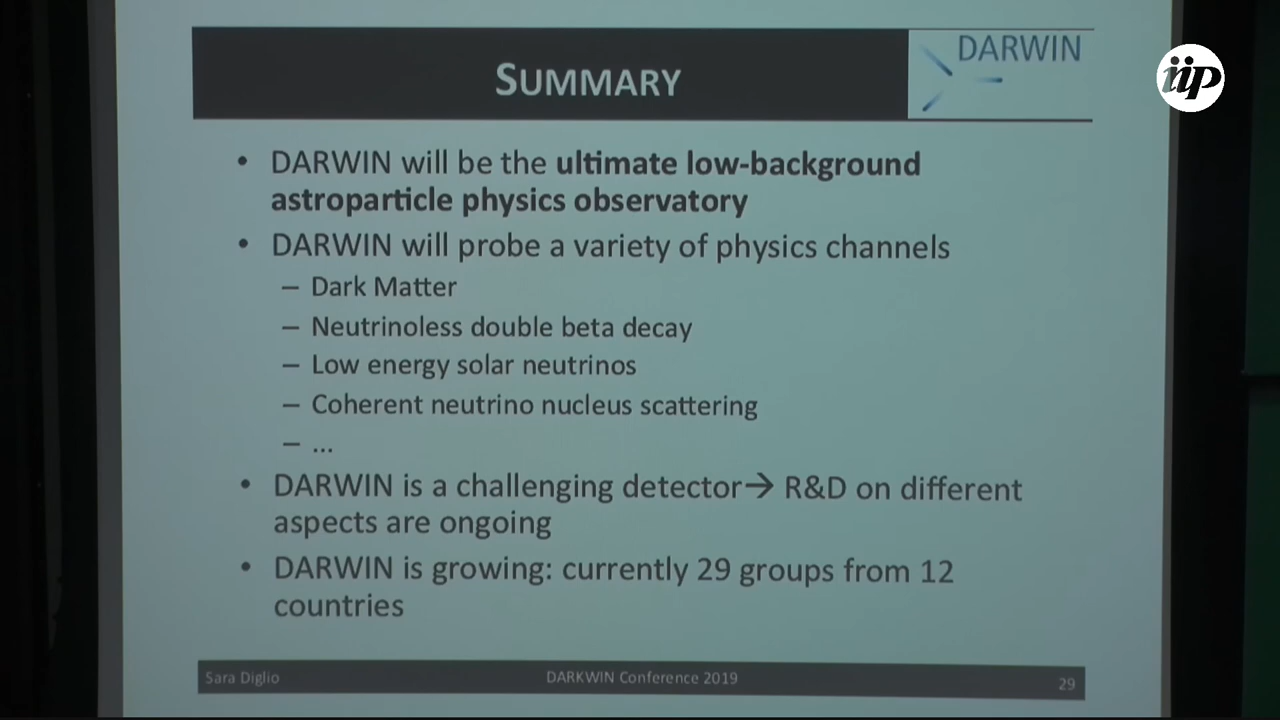 SUMMARY
DARWIN
iip
• DARWIN will be the ultimate low-background
astroparticle physics observatory
• DARWIN will probe a variety of physics channels
– Dark Matter
– Neutrinoless double beta decay
– Low energy solar neutrinos
– Coherent neutrino nucleus scattering
– ...
• DARWIN is a challenging detector→ R&D on different
aspects are ongoing
• DARWIN is growing: currently 29 groups from 12
countries
Sara Diglio
DARKWIN Conference 2019
29